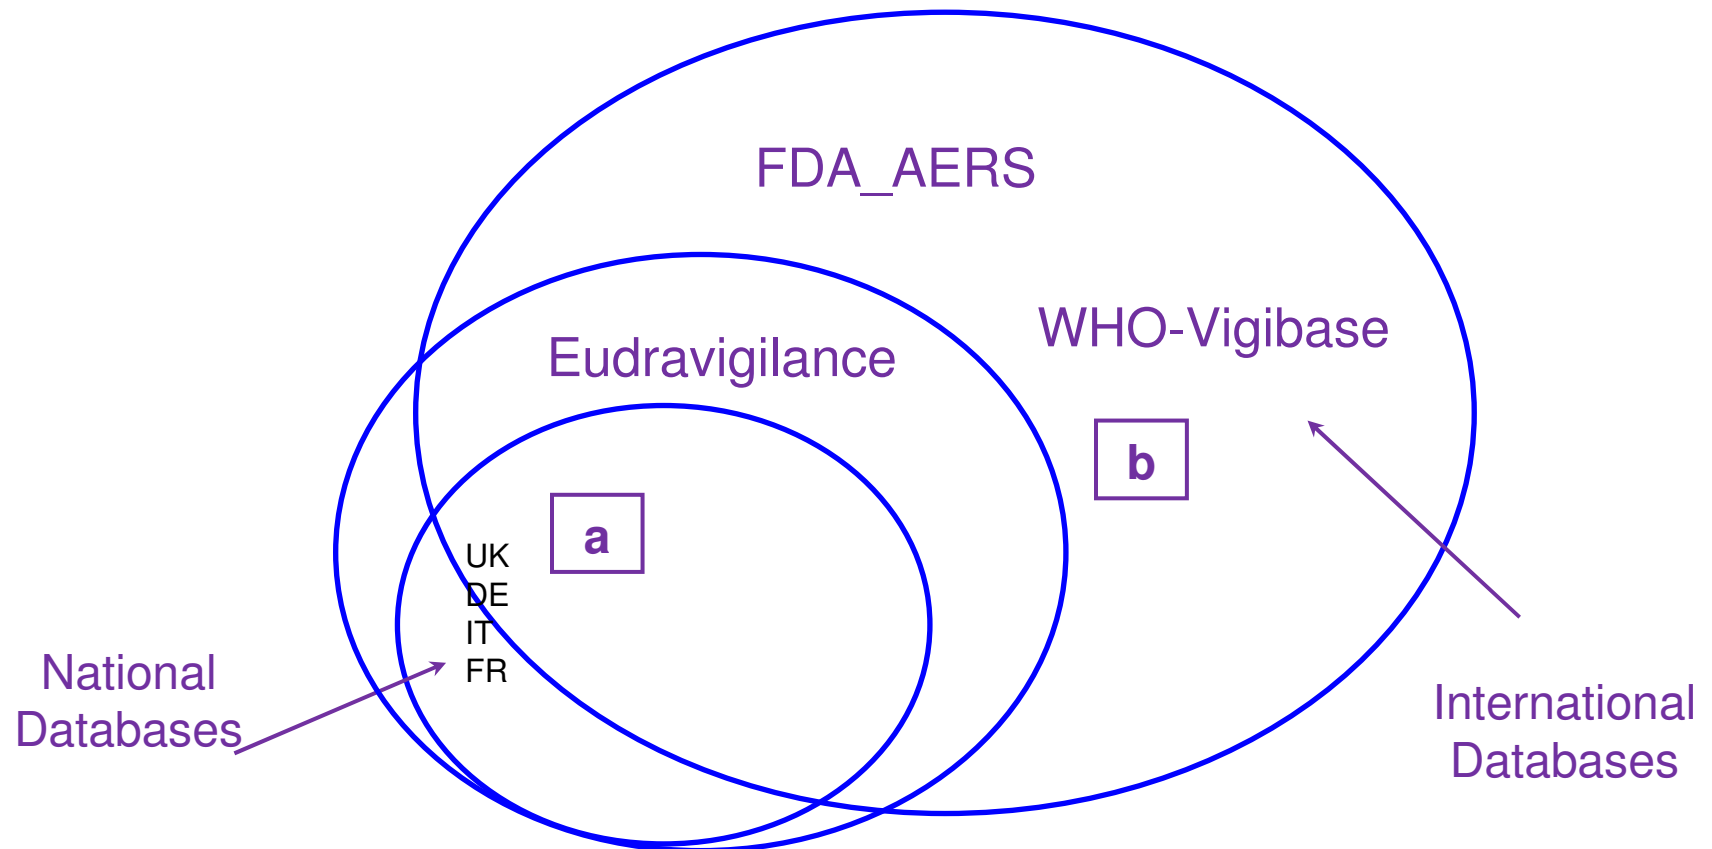 FDA_AERS
WHO-Vigibase
Eudravigilance
b
a
UK
DE
IT
FR
National
Databases
International
Databases